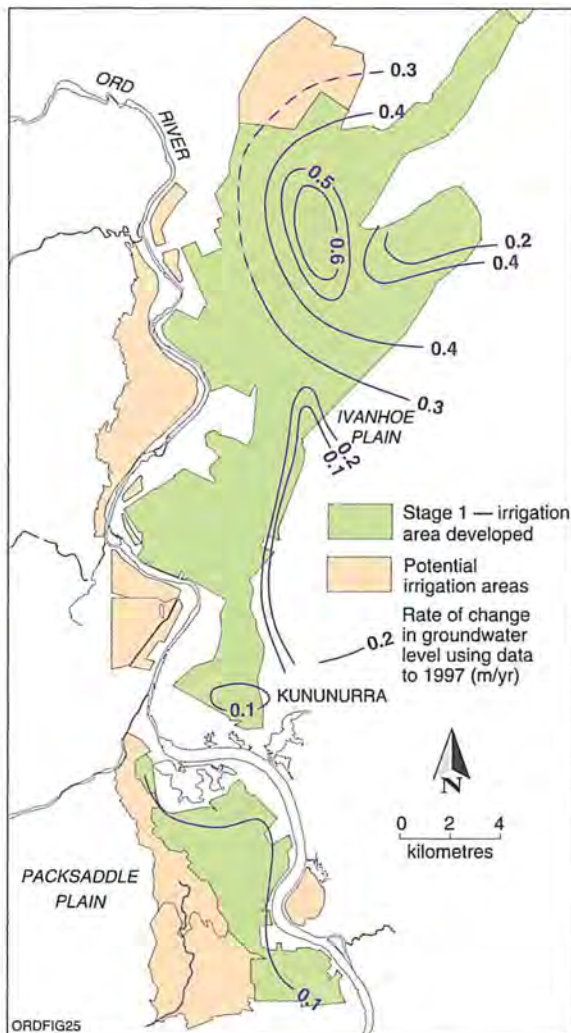 ORD
RIVER
0.3
0.4
0.5
0.6
0.2
0.4
0.4
0.3
IVANHOE
PLAIN
0.2
0.1
Stage 1 — irrigation
area developed
Potential
irrigation areas
0.2
Rate of change
in groundwater
level using data
to 1997 (m/yr)
0.1
KUNUNURRA
N
0 2 4
kilometres
PACKSADDLE
PLAIN
0.1
ORDFIG25